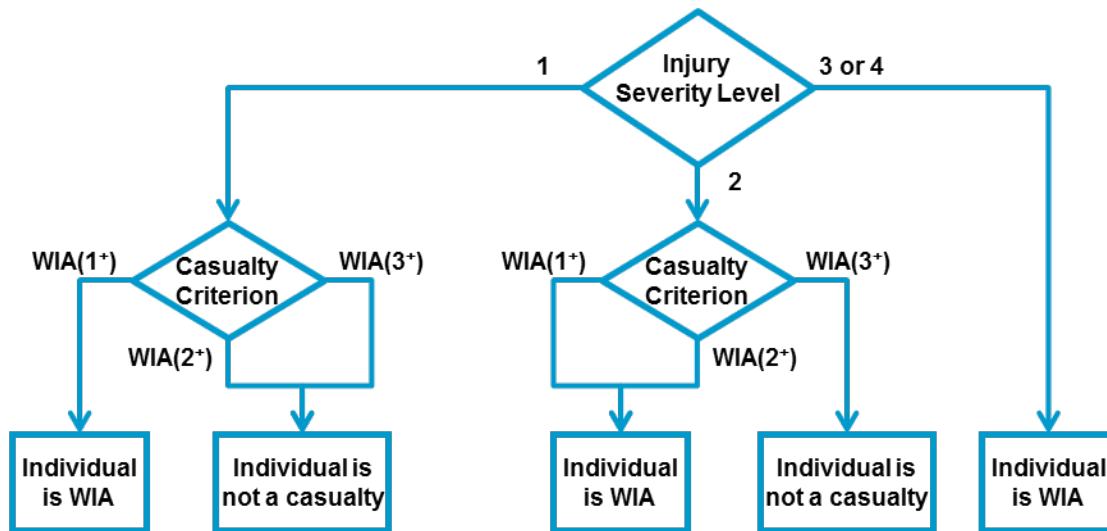 1
Injury
Severity Level
3 or 4
2
WIA(1⁺)
Casualty
Criterion
WIA(3⁺)
WIA(2⁺)
WIA(1⁺)
Casualty
Criterion
WIA(3⁺)
WIA(2⁺)
Individual
is WIA
Individual is
not a casualty
Individual
is WIA
Individual is
not a casualty
Individual
is WIA